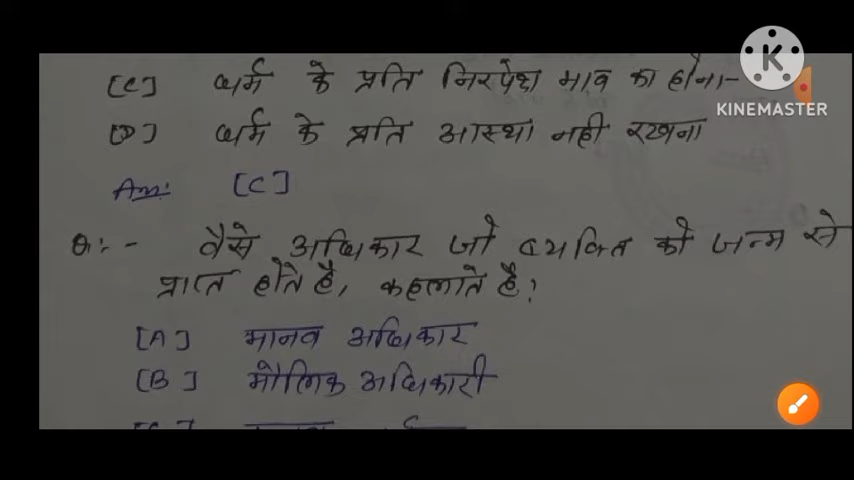 [C] धर्म के प्रति निरपेक्ष भाव का होना-
[D] धर्म के प्रति आस्था नही रखना
Ans: [C]
Q:- वैसे अधिकार जो व्यक्ति को जन्म से
प्राप्त होते है, कहलाते है?
[A] मानव अधिकार
[B] मौलिक अधिकारी
K
KINEMASTER